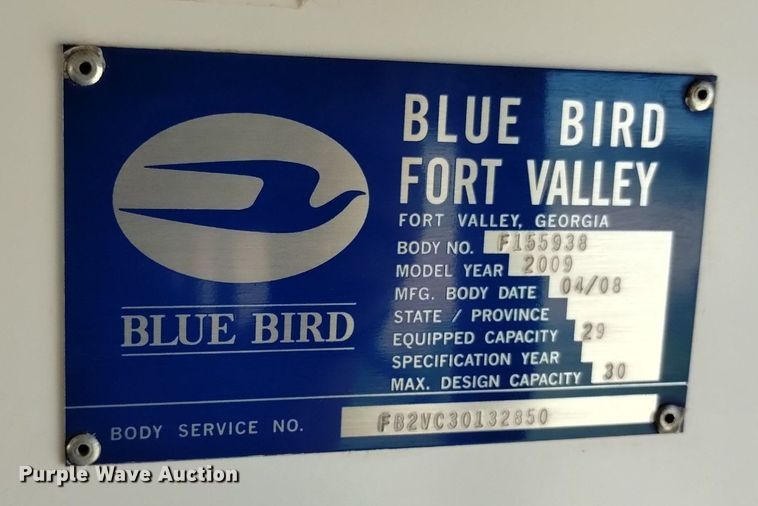 BLUE BIRD
BLUE BIRD
FORT VALLEY
FORT VALLEY, GEORGIA
BODY NO. F155938
MODEL YEAR 2009
MFG. BODY DATE 04/08
STATE / PROVINCE
EQUIPPED CAPACITY 29
SPECIFICATION YEAR
MAX. DESIGN CAPACITY 30
BODY SERVICE NO. FB2VC30132850
Purple Wave Auction